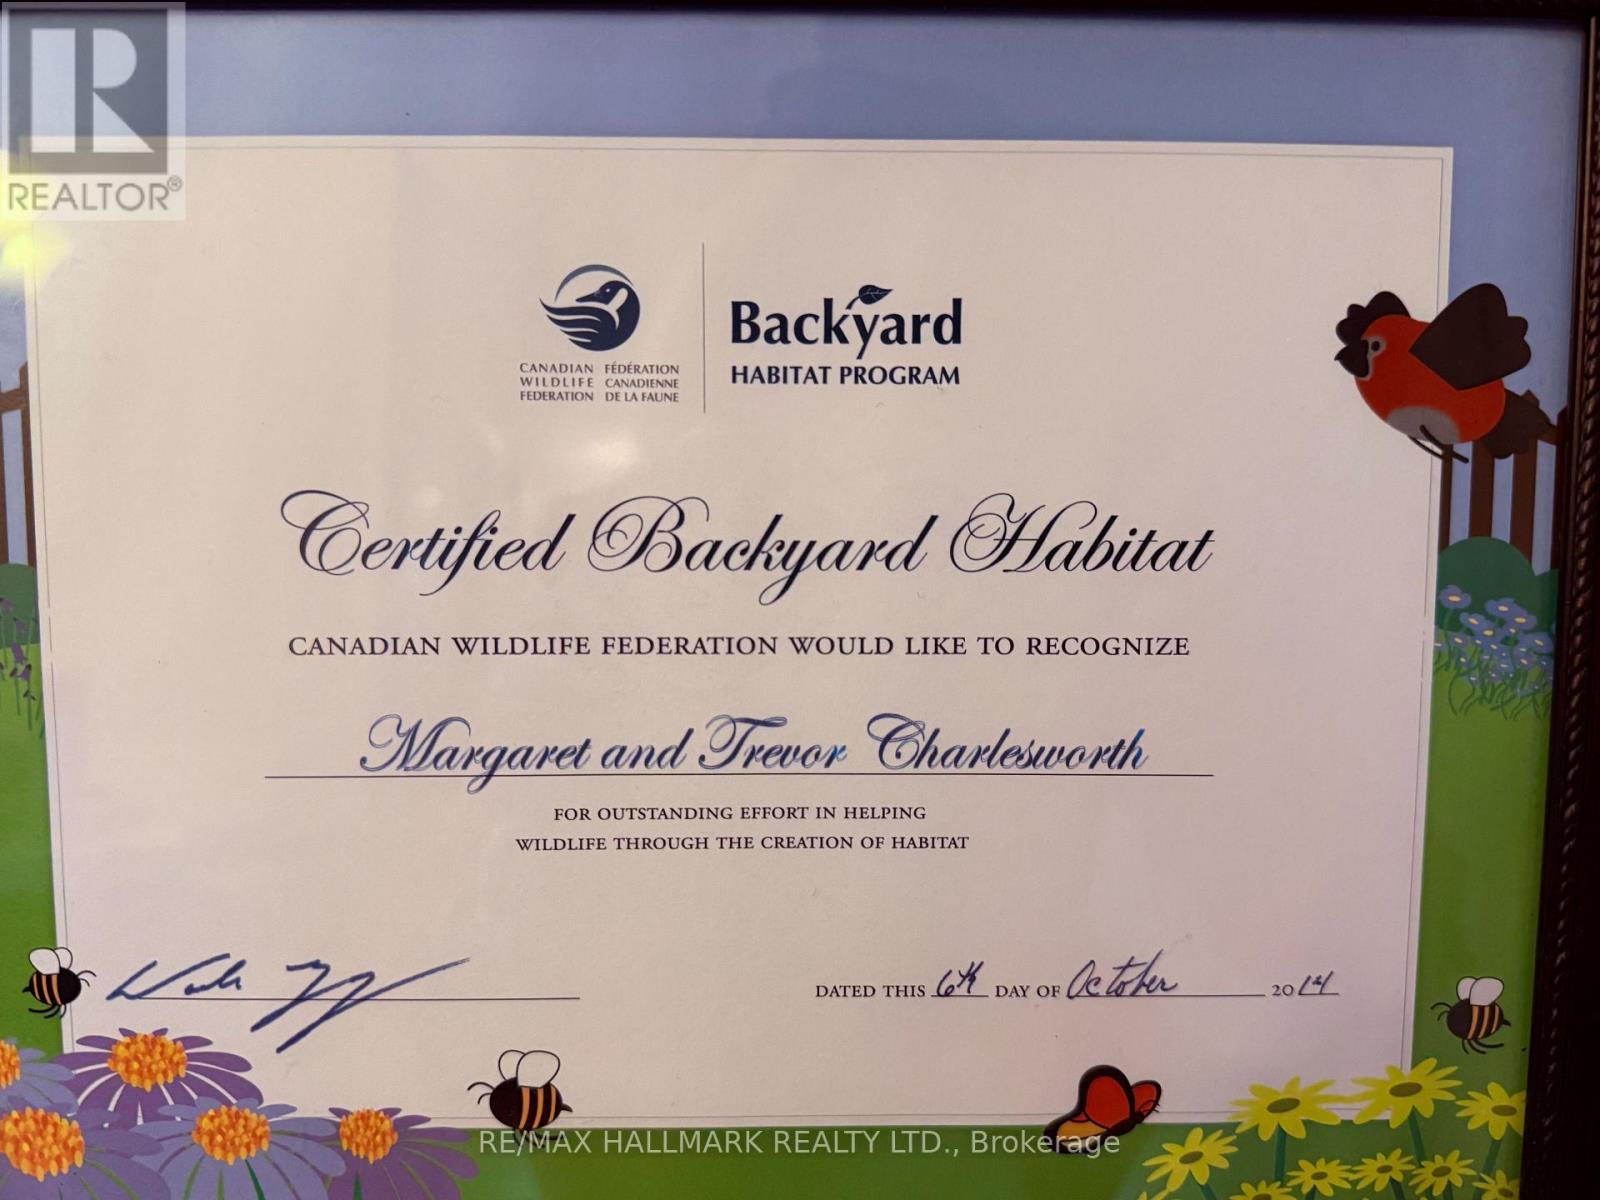 REALTOR®
CANADIAN WILDLIFE FEDERATION
FÉDÉRATION CANADIENNE DE LA FAUNE
Backyard
HABITAT PROGRAM
Certified Backyard Habitat
CANADIAN WILDLIFE FEDERATION WOULD LIKE TO RECOGNIZE
Margaret and Trevor Charlesworth
FOR OUTSTANDING EFFORT IN HELPING
WILDLIFE THROUGH THE CREATION OF HABITAT
DATED THIS 6th DAY OF October 2014
RE/MAX HALLMARK REALTY LTD., Brokerage